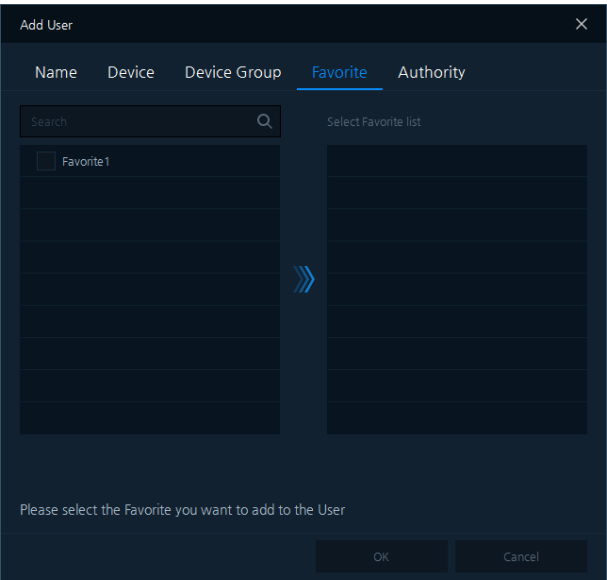 Add User
Name Device Device Group Favorite Authority
Search
Select Favorite list
Favorite1
Please select the Favorite you want to add to the User
OK Cancel